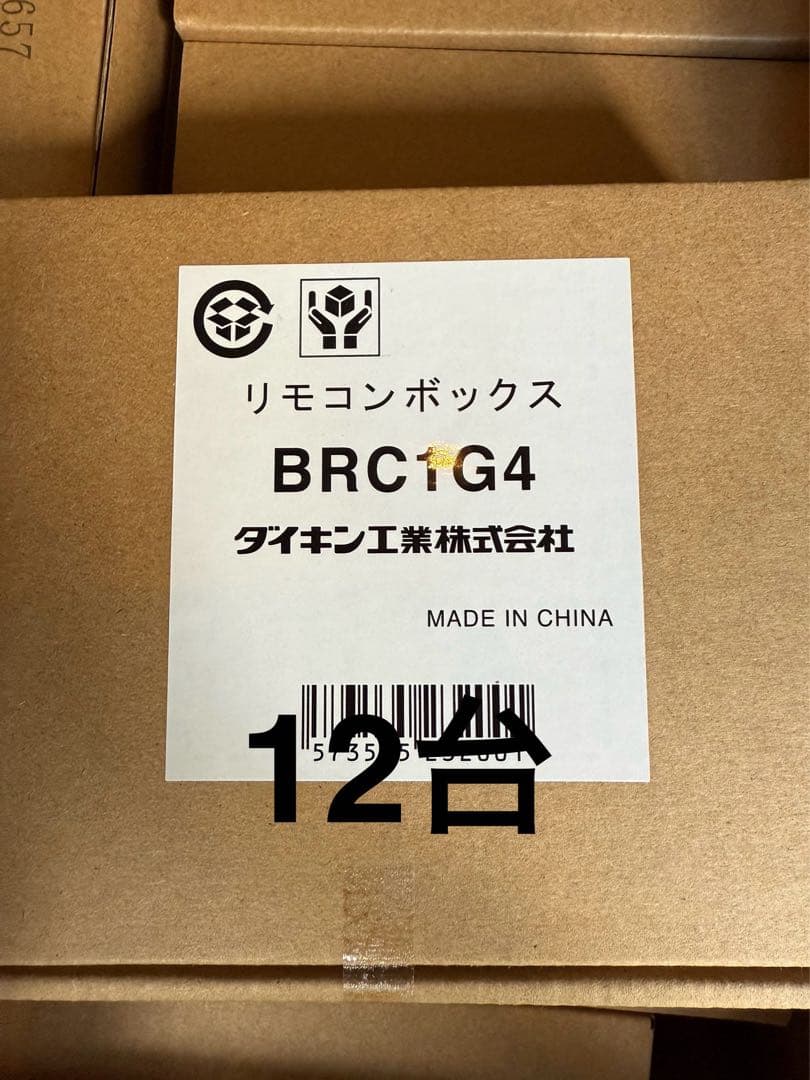 657
リモコンボックス
BRC1G4
ダイキン工業株式会社
MADE IN CHINA
12台